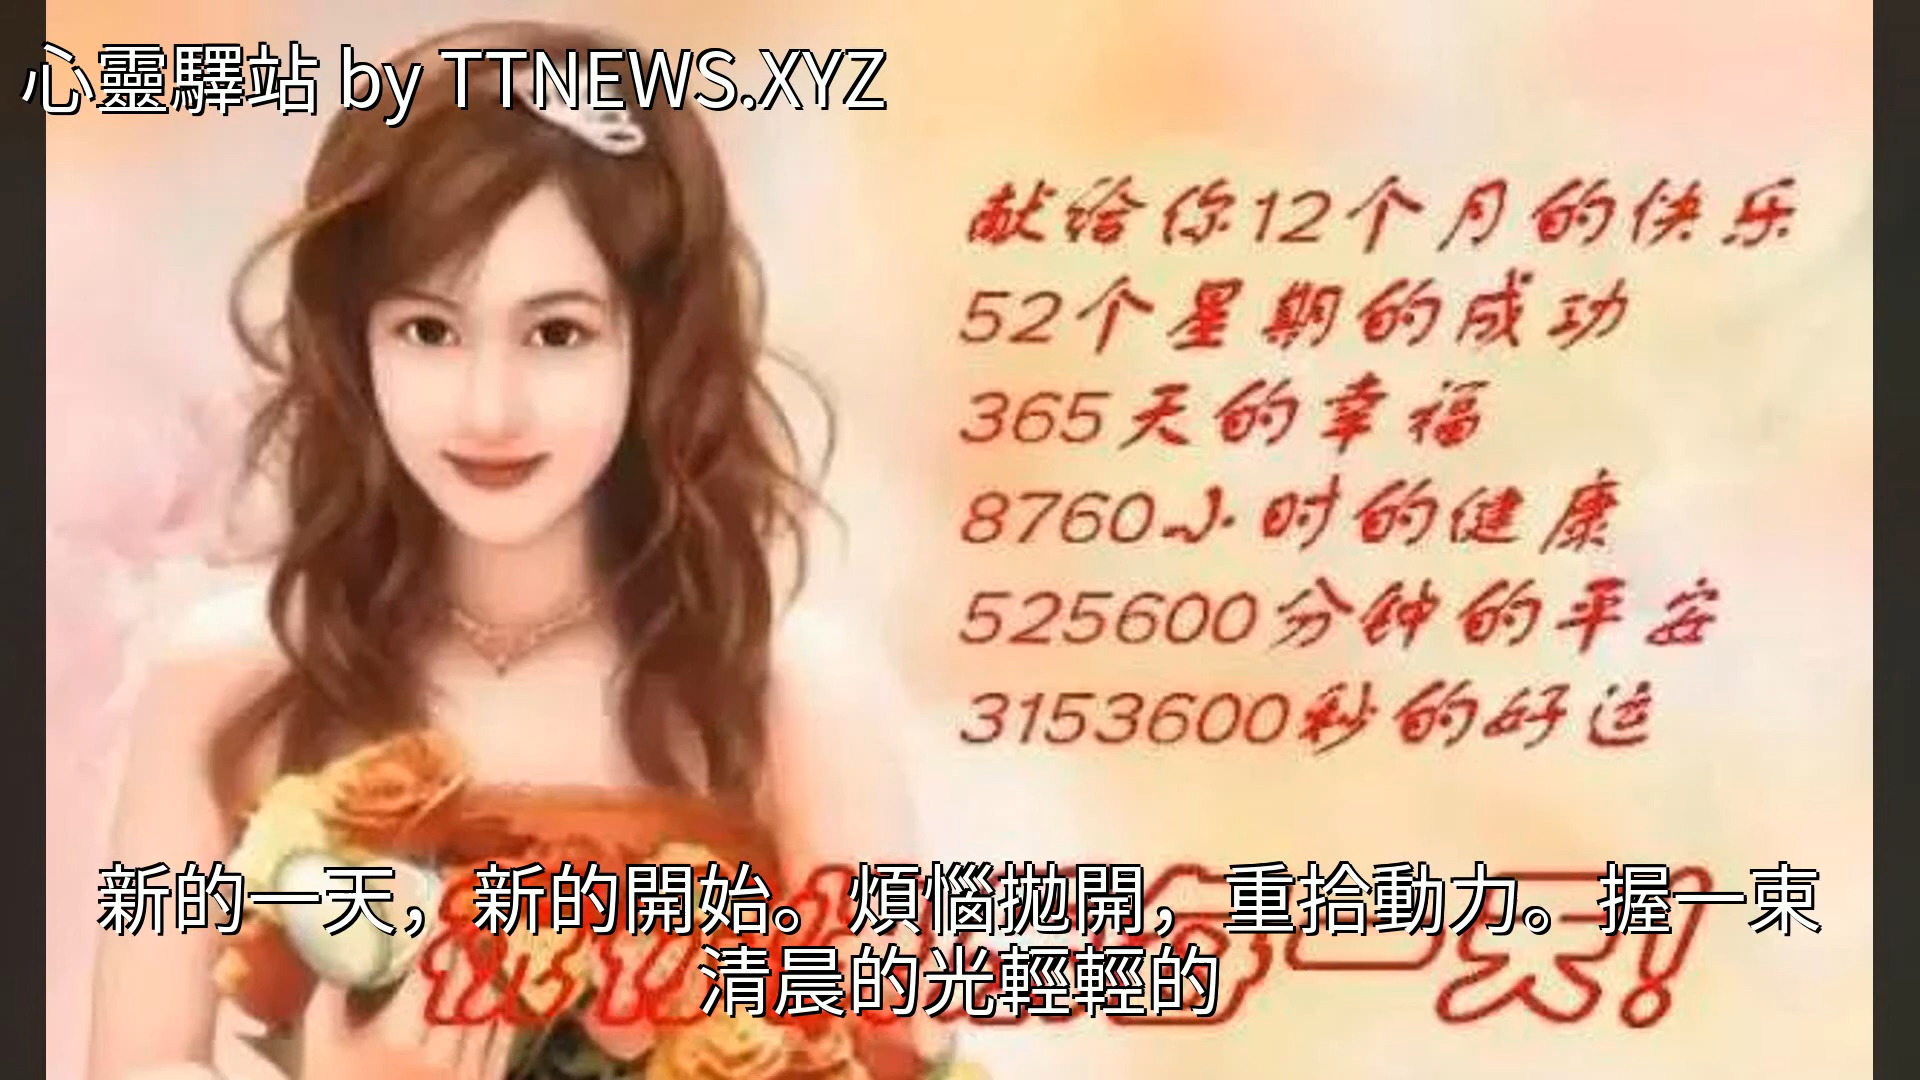 心靈驛站 by TTNEWS.XYZ
献给你12个月的快乐
52个星期的成功
365天的幸福
8760小时的健康
525600分钟的平安
3153600秒的好运
新的一天，新的開始。煩惱拋開，重拾動力。握一束
清晨的光輕輕的